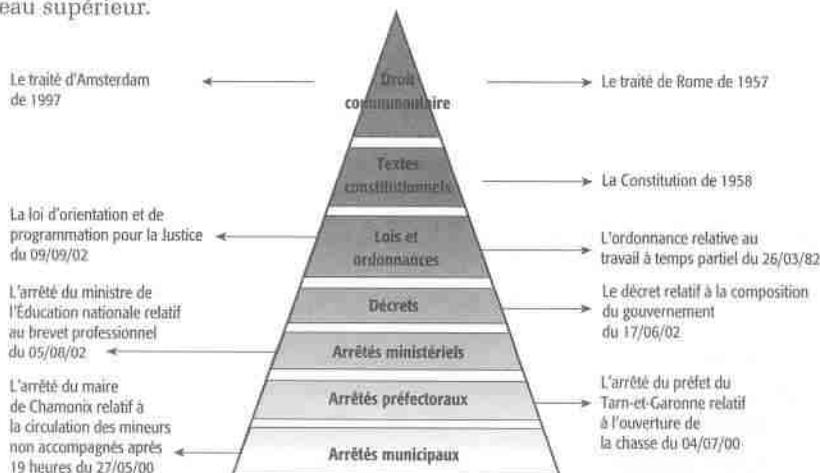 eau supérieur.
Le traité d'Amsterdam
de 1997
Droit
communautaire
Le traité de Rome de 1957
Textes
constitutionnels
La Constitution de 1958
La loi d'orientation et de
programmation pour la Justice
du 09/09/02
Lois et
ordonnances
L'ordonnance relative au
travail à temps partiel du 26/03/82
L'arrêté du ministre de
l'Éducation nationale relatif
au brevet professionnel
du 05/08/02
Décrets
Le décret relatif à la composition
du gouvernement
du 17/06/02
Arrêtés ministériels
L'arrêté du maire
de Chamonix relatif à
la circulation des mineurs
non accompagnés après
19 heures du 27/05/00
Arrêtés préfectoraux
L'arrêté du préfet du
Tarn-et-Garonne relatif
à l'ouverture de
la chasse du 04/07/00
Arrêtés municipaux